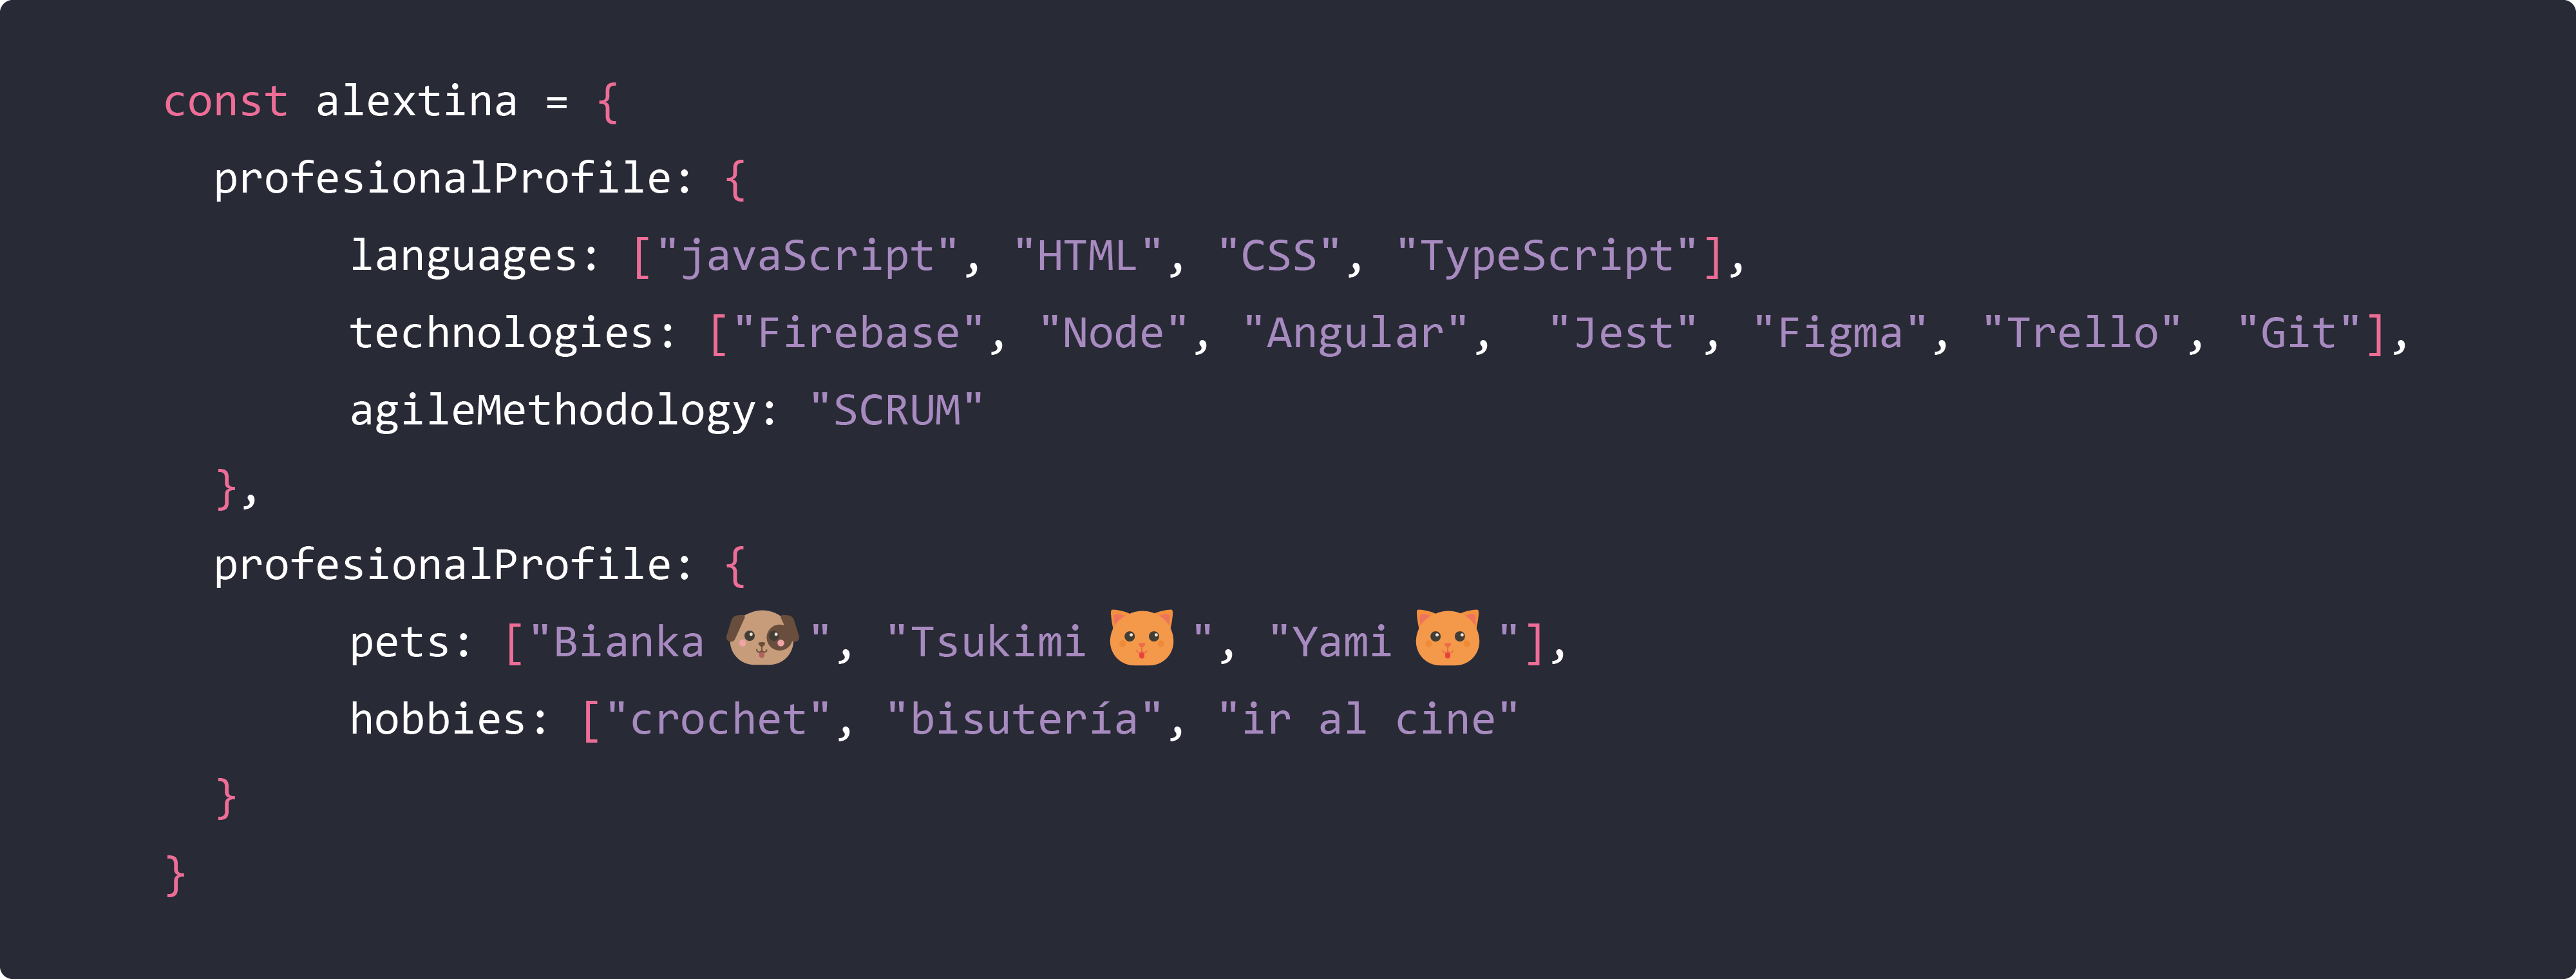 const alextina = {
profesionalProfile: {
languages: ["javaScript", "HTML", "CSS", "TypeScript"],
technologies: ["Firebase", "Node", "Angular",  "Jest", "Figma", "Trello", "Git"],
agileMethodology: "SCRUM"
},
profesionalProfile: {
pets: ["Bianka 🐶", "Tsukimi 🐱", "Yami 🐱"],
hobbies: ["crochet", "bisutería", "ir al cine"
}
}